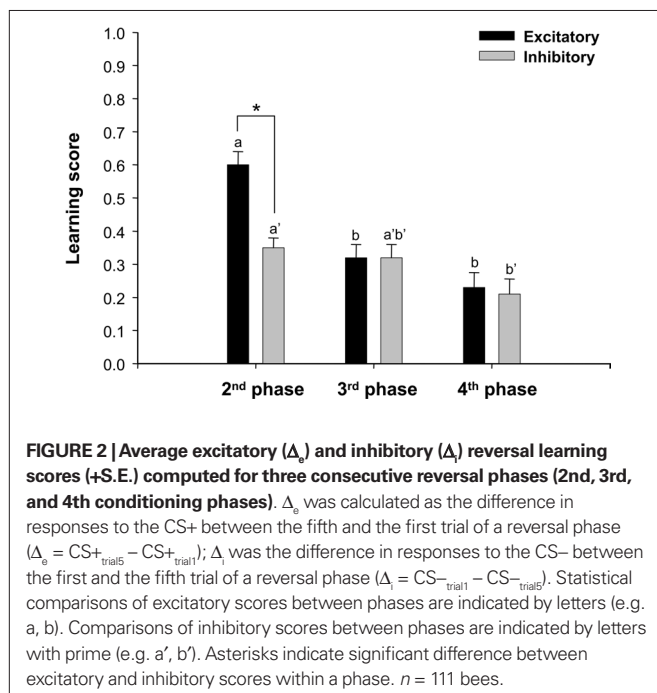 1.0
0.9
0.8
0.7
0.6
0.5
0.4
0.3
0.2
0.1
0.0
Learning score
Excitatory
Inhibitory
*
a
a'
b
a'b'
b
b'
2nd phase
3rd phase
4th phase
FIGURE 2 | Average excitatory (Δe) and inhibitory (Δi) reversal learning
scores (+S.E.) computed for three consecutive reversal phases (2nd, 3rd,
and 4th conditioning phases). Δe was calculated as the difference in
responses to the CS+ between the fifth and the first trial of a reversal phase
(Δe = CS+trial5 – CS+trial1); Δi was the difference in responses to the CS– between
the first and the fifth trial of a reversal phase (Δi = CS–trial1 – CS–trial5). Statistical
comparisons of excitatory scores between phases are indicated by letters (e.g.
a, b). Comparisons of inhibitory scores between phases are indicated by letters
with prime (e.g. a′, b′). Asterisks indicate significant difference between
excitatory and inhibitory scores within a phase. n = 111 bees.